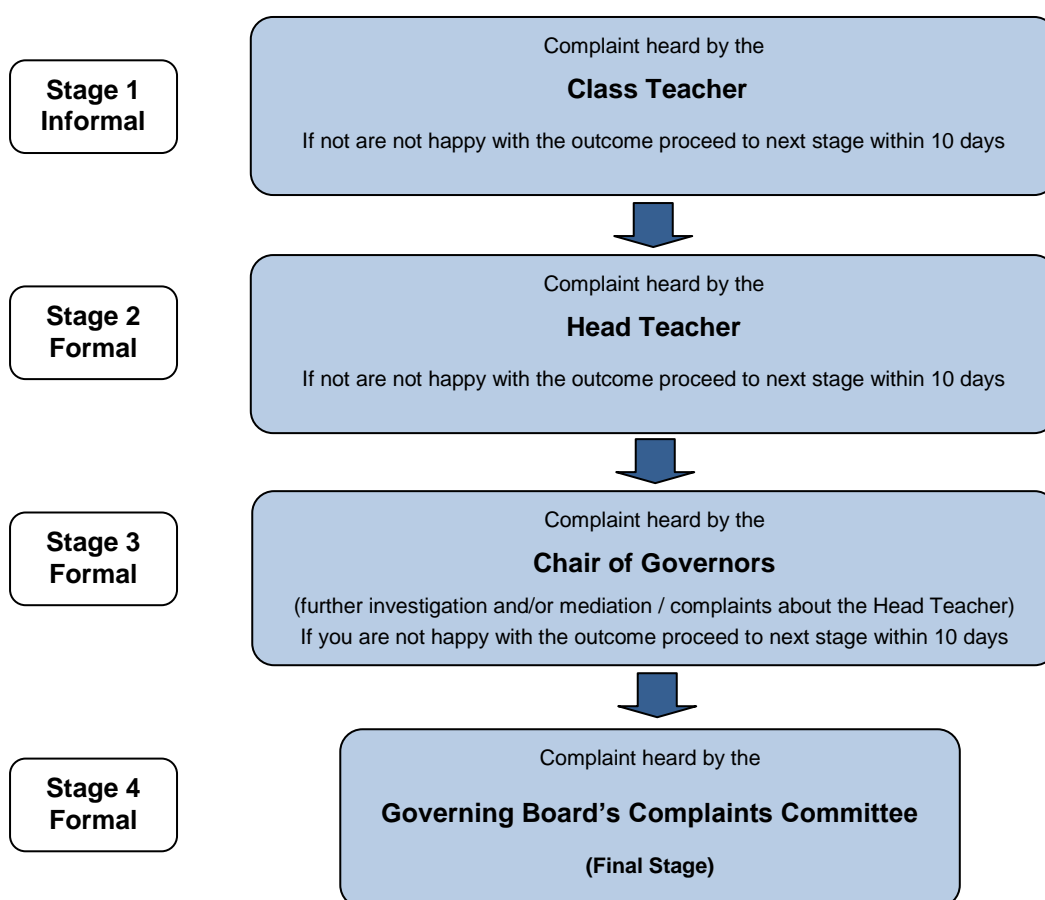 Stage 1
Informal
Complaint heard by the
Class Teacher
If not are not happy with the outcome proceed to next stage within 10 days
Stage 2
Formal
Complaint heard by the
Head Teacher
If not are not happy with the outcome proceed to next stage within 10 days
Stage 3
Formal
Complaint heard by the
Chair of Governors
(further investigation and/or mediation / complaints about the Head Teacher)
If you are not happy with the outcome proceed to next stage within 10 days
Stage 4
Formal
Complaint heard by the
Governing Board’s Complaints Committee
(Final Stage)